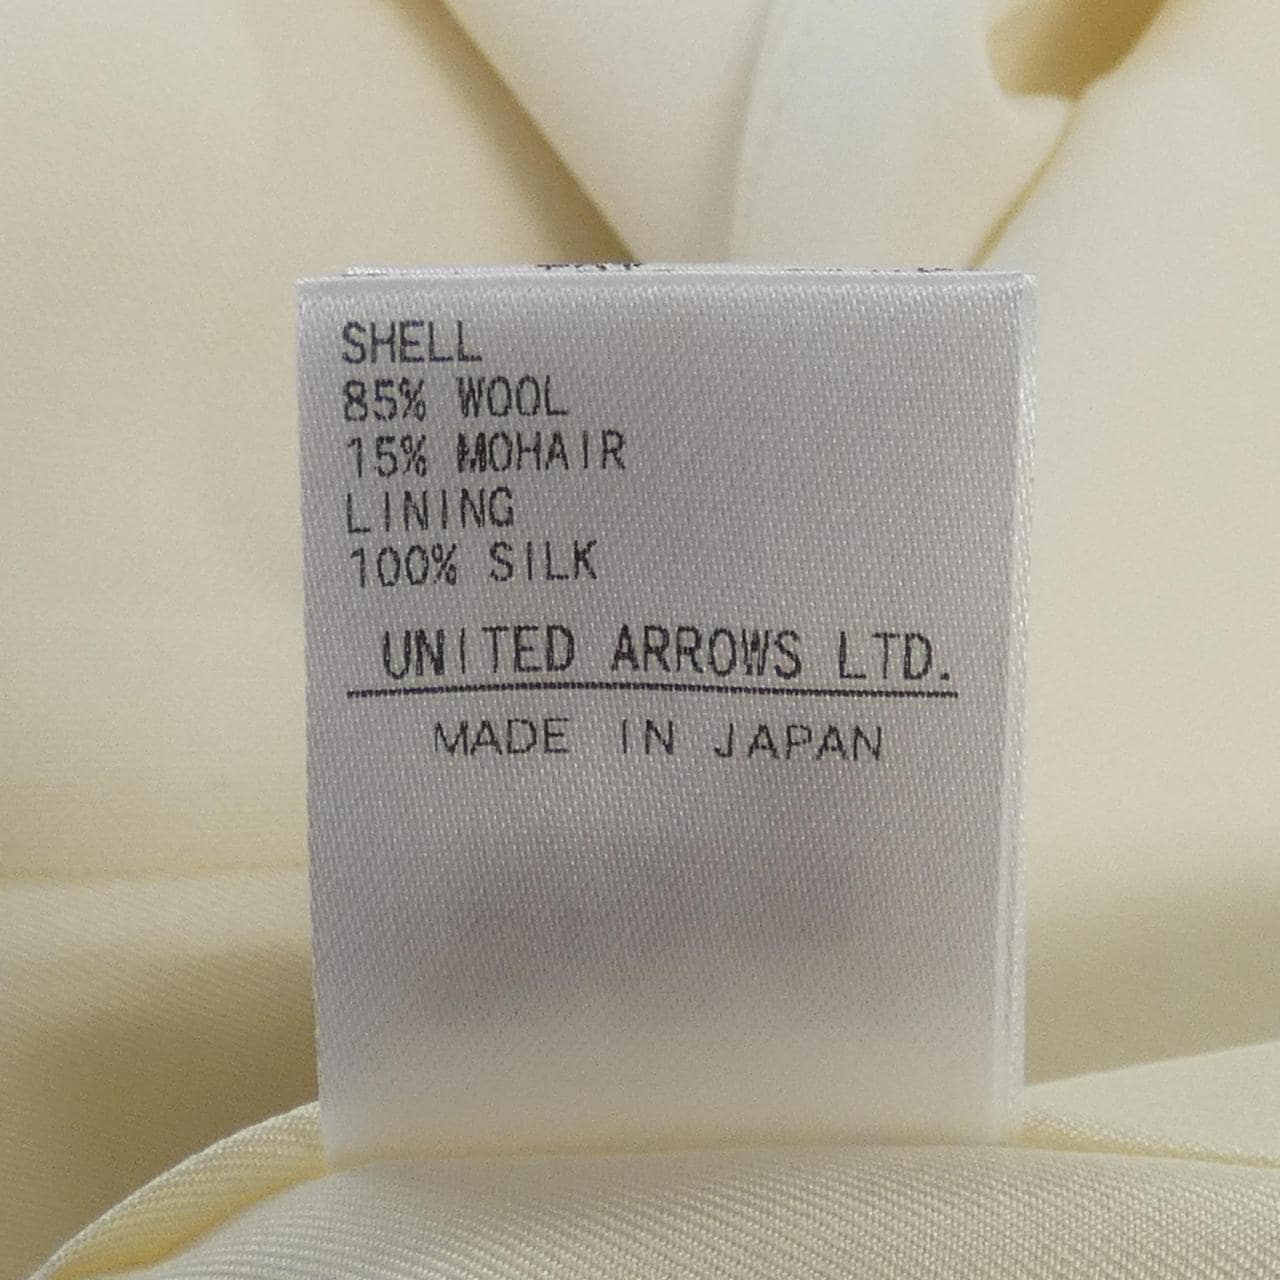 SHELL
85% WOOL
15% MOHAIR
LINING
100% SILK
UNITED ARROWS LTD.
MADE IN JAPAN